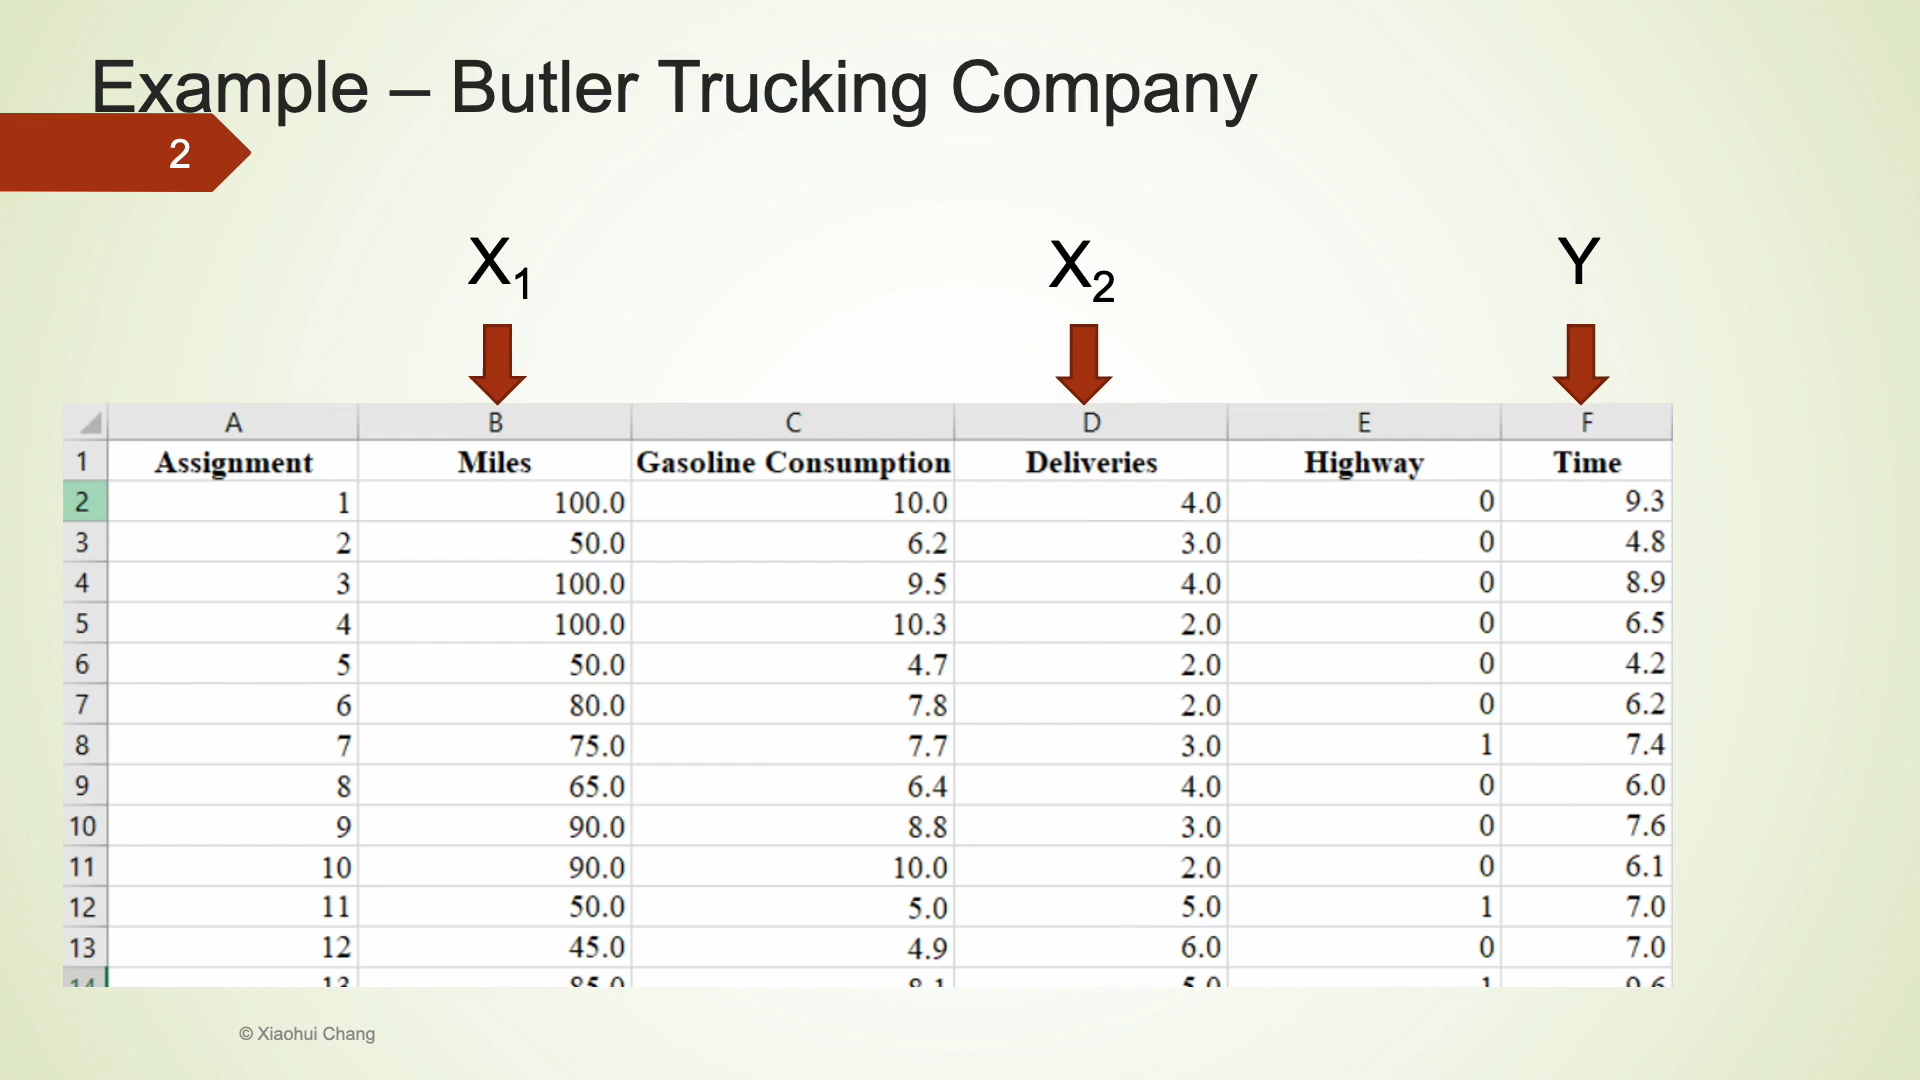 Example – Butler Trucking Company
2
X1 X2 Y
A B C D E F
1 Assignment Miles Gasoline Consumption Deliveries Highway Time
2 1 100.0 10.0 4.0 0 9.3
3 2 50.0 6.2 3.0 0 4.8
4 3 100.0 9.5 4.0 0 8.9
5 4 100.0 10.3 2.0 0 6.5
6 5 50.0 4.7 2.0 0 4.2
7 6 80.0 7.8 2.0 0 6.2
8 7 75.0 7.7 3.0 1 7.4
9 8 65.0 6.4 4.0 0 6.0
10 9 90.0 8.8 3.0 0 7.6
11 10 90.0 10.0 2.0 0 6.1
12 11 50.0 5.0 5.0 1 7.0
13 12 45.0 4.9 6.0 0 7.0
© Xiaohui Chang